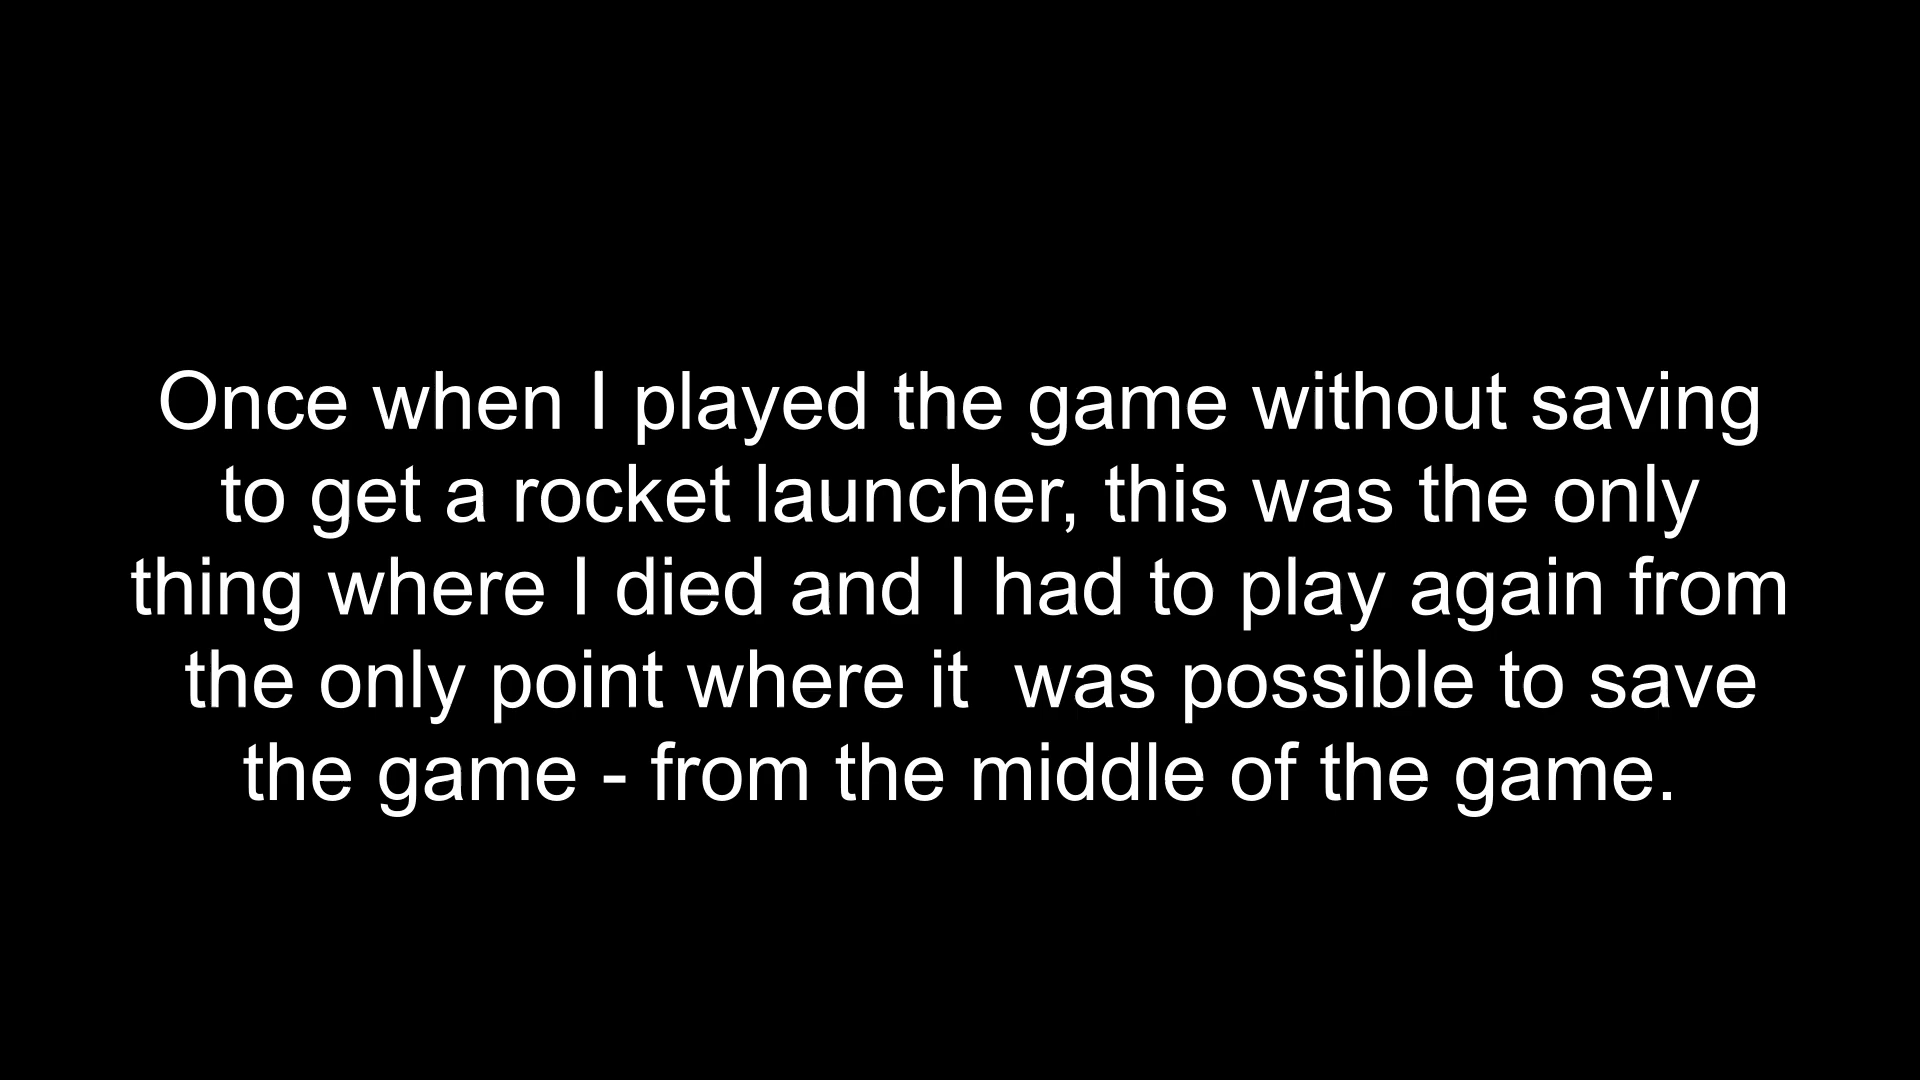 Once when I played the game without saving
to get a rocket launcher, this was the only
thing where I died and I had to play again from
the only point where it  was possible to save
the game - from the middle of the game.